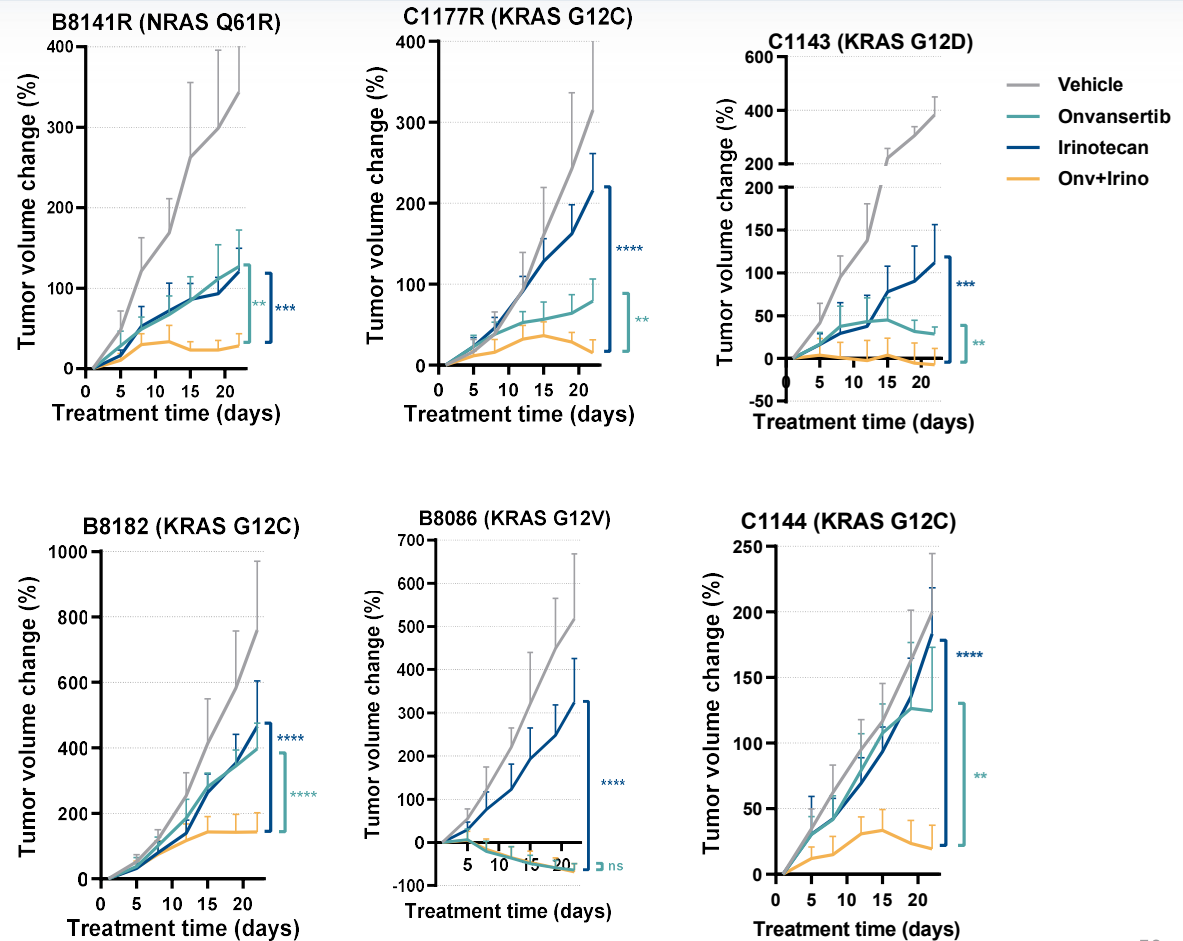 B8141R (NRAS Q61R)
Tumor volume change (%)
400
300
200
100
0
0 5 10 15 20
Treatment time (days)
**
***
C1177R (KRAS G12C)
Tumor volume change (%)
400
300
200
100
0
0 5 10 15 20
Treatment time (days)
****
**
C1143 (KRAS G12D)
Tumor volume change (%)
600
400
200
200
150
100
50
0
-50
0 5 10 15 20
Treatment time (days)
***
**
Vehicle
Onvansertib
Irinotecan
Onv+Irino
B8182 (KRAS G12C)
Tumor volume change (%)
1000
800
600
400
200
0
0 5 10 15 20
Treatment time (days)
****
****
B8086 (KRAS G12V)
Tumor volume change (%)
700
600
500
400
300
200
100
0
-100
5 10 15 20
Treatment time (days)
****
ns
C1144 (KRAS G12C)
Tumor volume change (%)
250
200
150
100
50
0
0 5 10 15 20
Treatment time (days)
****
**